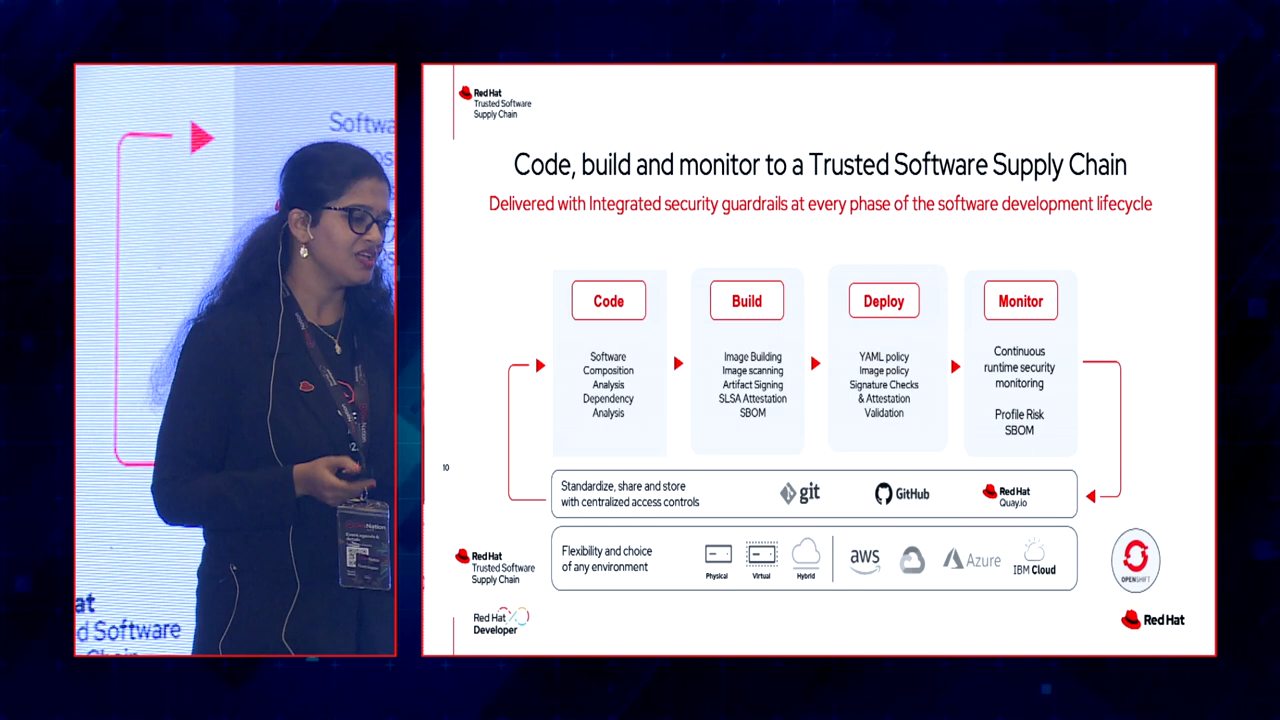 Softwa
at
d Software
Red Hat
Trusted Software
Supply Chain
Code, build and monitor to a Trusted Software Supply Chain
Delivered with Integrated security guardrails at every phase of the software development lifecycle
Code
Software
Composition
Analysis
Dependency
Analysis
Build
Image Building
Image scanning
Artifact Signing
SLSA Attestation
SBOM
Deploy
YAML policy
Image policy
Signature Checks
& Attestation
Validation
Monitor
Continuous
runtime security
monitoring
Profile Risk
SBOM
10
Standardize, share and store
with centralized access controls
git
GitHub
Red Hat
Quay.io
Red Hat
Trusted Software
Supply Chain
Flexibility and choice
of any environment
Physical
Virtual
Hybrid
aws
Azure
IBM Cloud
OPENSHIFT
Red Hat
Developer
Red Hat